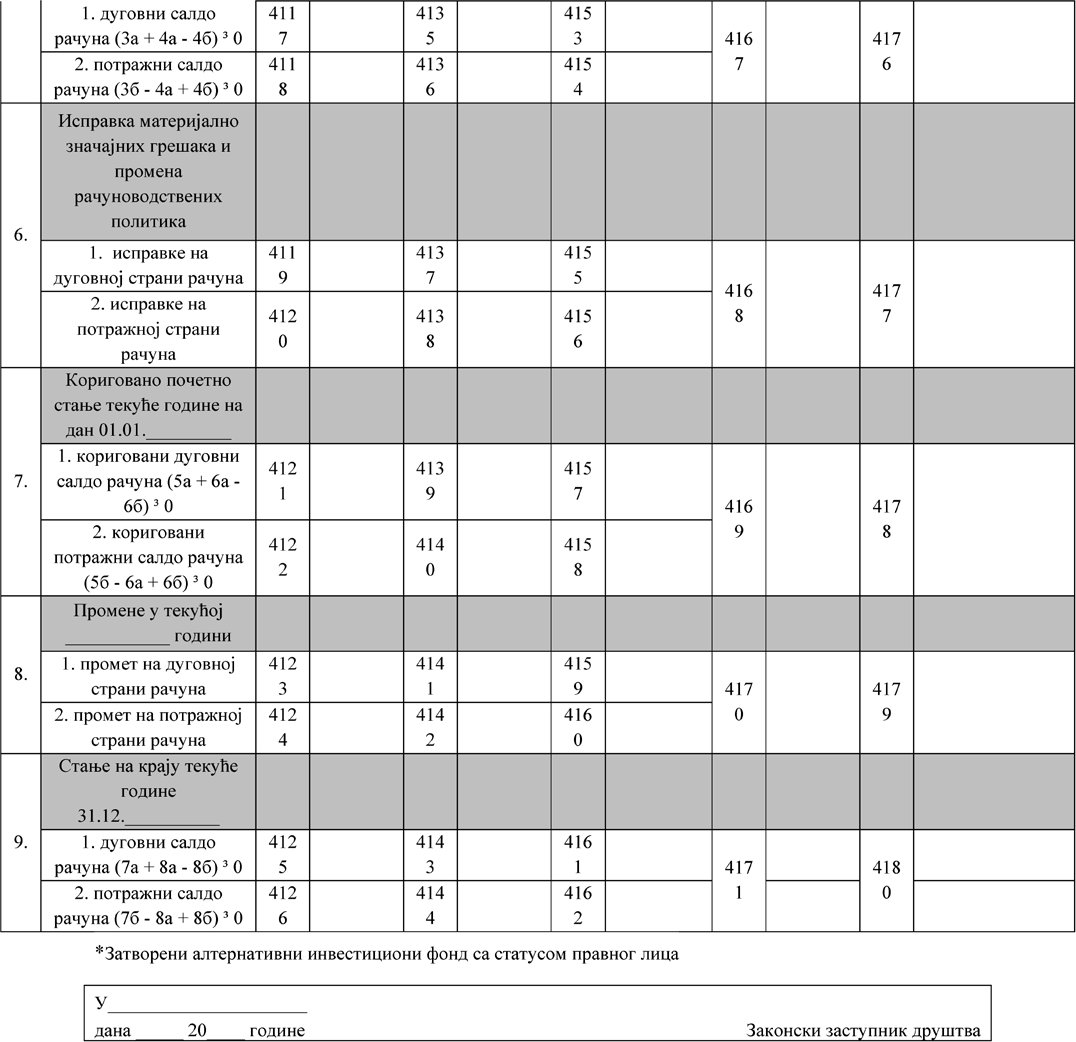 1. дуговни салдо
рачуна (3а + 4а - 4б) ³ 0
411
7
413
5
415
3
416
7
417
6
2. потражни салдо
рачуна (3б - 4а + 4б) ³ 0
411
8
413
6
415
4
6.
Исправка материјално
значајних грешака и
промена
рачуноводствених
политика
1. исправке на
дуговној страни рачуна
411
9
413
7
415
5
416
8
417
7
2. исправке на
потражној страни
рачуна
412
0
413
8
415
6
7.
Кориговано почетно
стање текуће године на
дан 01.01._________
1. кориговани дуговни
салдо рачуна (5а + 6а -
6б) ³ 0
412
1
413
9
415
7
416
9
417
8
2. кориговани
потражни салдо рачуна
(5б - 6а + 6б) ³ 0
412
2
414
0
415
8
8.
Промене у текућој
___________ години
1. промет на дуговној
страни рачуна
412
3
414
1
415
9
417
0
417
9
2. промет на потражној
страни рачуна
412
4
414
2
416
0
9.
Стање на крају текуће
године
31.12.__________
1. дуговни салдо
рачуна (7а + 8а - 8б) ³ 0
412
5
414
3
416
1
417
1
418
0
2. потражни салдо
рачуна (7б - 8а + 8б) ³ 0
412
6
414
4
416
2
*Затворени алтернативни инвестициони фонд са статусом правног лица
У_____________________
дана _____ 20____ године Законски заступник друштва